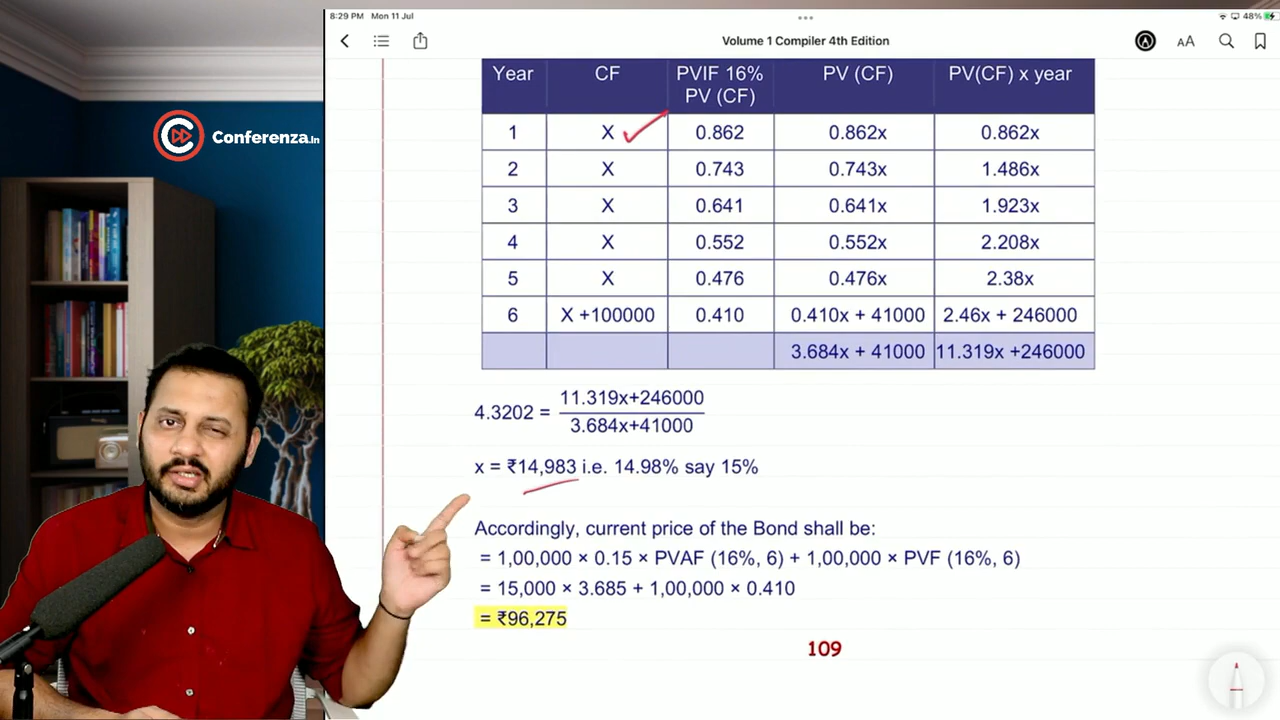 8:29 PM Mon 11 Jul
48%
Volume 1 Compiler 4th Edition
AA
Conferenza.In
Year CF PVIF 16% PV (CF) PV (CF) PV(CF) x year
1 X 0.862 0.862x 0.862x
2 X 0.743 0.743x 1.486x
3 X 0.641 0.641x 1.923x
4 X 0.552 0.552x 2.208x
5 X 0.476 0.476x 2.38x
6 X +100000 0.410 0.410x + 41000 2.46x + 246000
3.684x + 41000 11.319x +246000
4.3202 = 11.319x+246000
3.684x+41000
x = ₹14,983 i.e. 14.98% say 15%
Accordingly, current price of the Bond shall be:
= 1,00,000 × 0.15 × PVAF (16%, 6) + 1,00,000 × PVF (16%, 6)
= 15,000 × 3.685 + 1,00,000 × 0.410
= ₹96,275
109